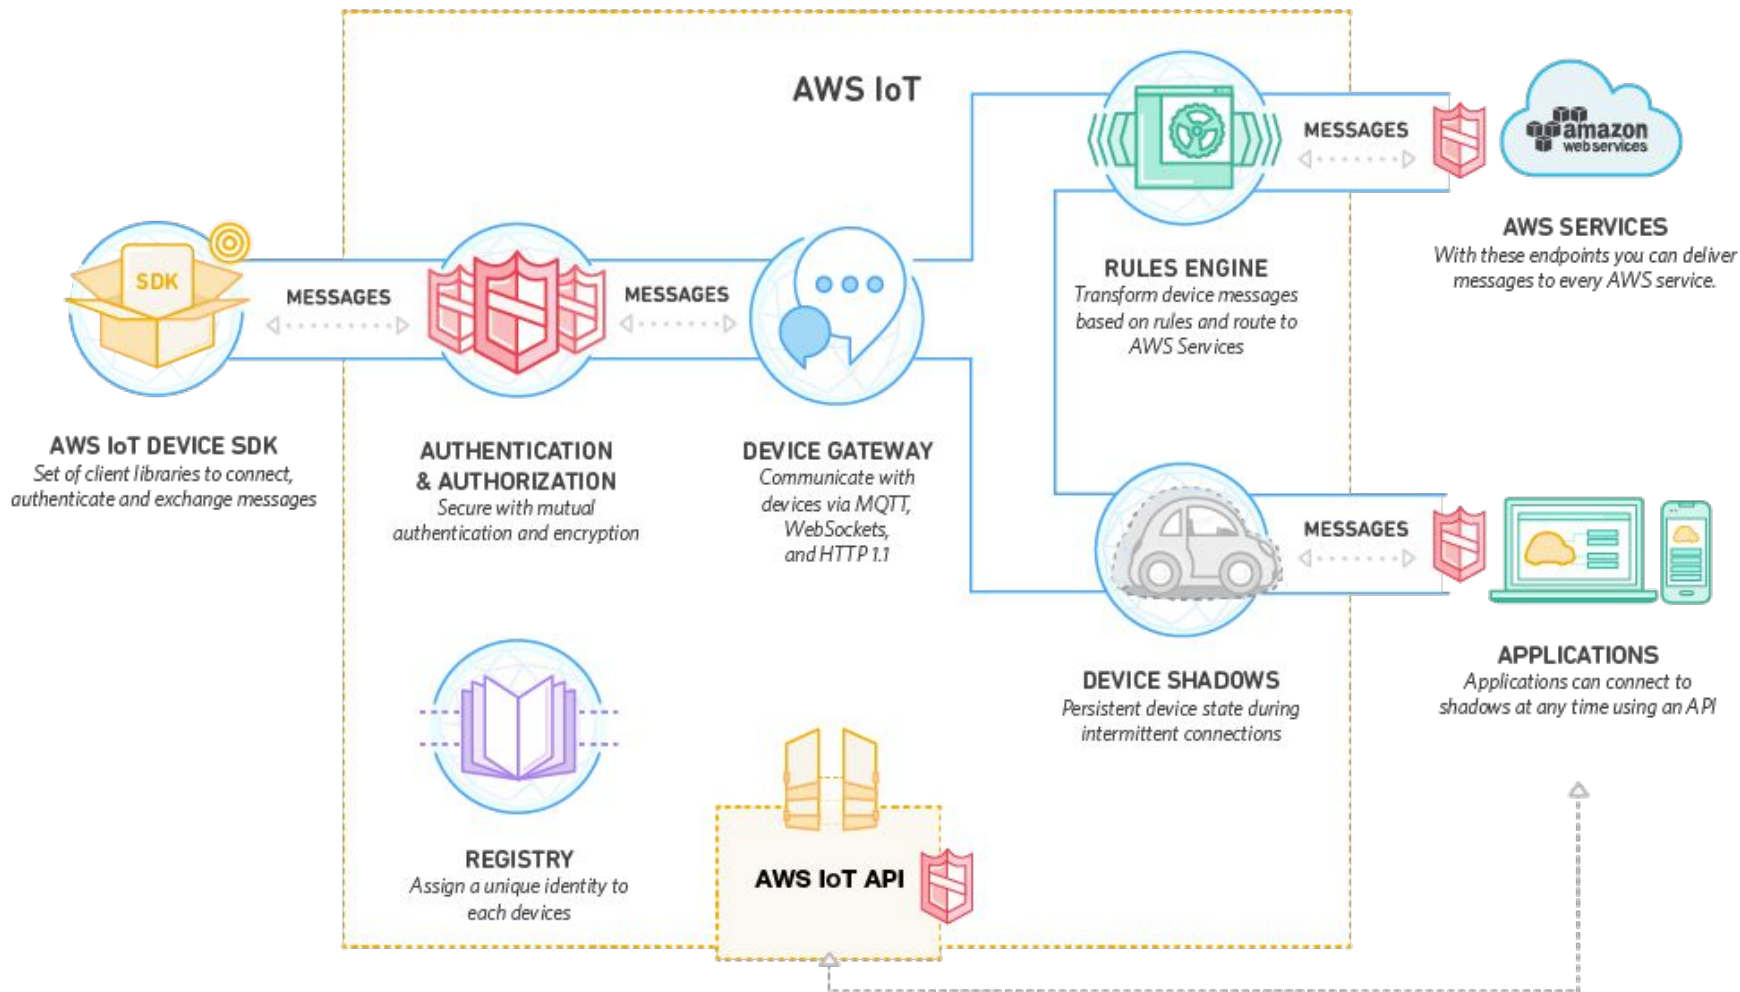 AWS IoT
MESSAGES
amazon
webservices
AWS SERVICES
With these endpoints you can deliver
messages to every AWS service.
RULES ENGINE
Transform device messages
based on rules and route to
AWS Services
SDK
MESSAGES
MESSAGES
AWS IoT DEVICE SDK
Set of client libraries to connect,
authenticate and exchange messages
AUTHENTICATION
& AUTHORIZATION
Secure with mutual
authentication and encryption
DEVICE GATEWAY
Communicate with
devices via MQTT,
WebSockets,
and HTTP 1.1
MESSAGES
DEVICE SHADOWS
Persistent device state during
intermittent connections
APPLICATIONS
Applications can connect to
shadows at any time using an API
REGISTRY
Assign a unique identity to
each devices
AWS IoT API